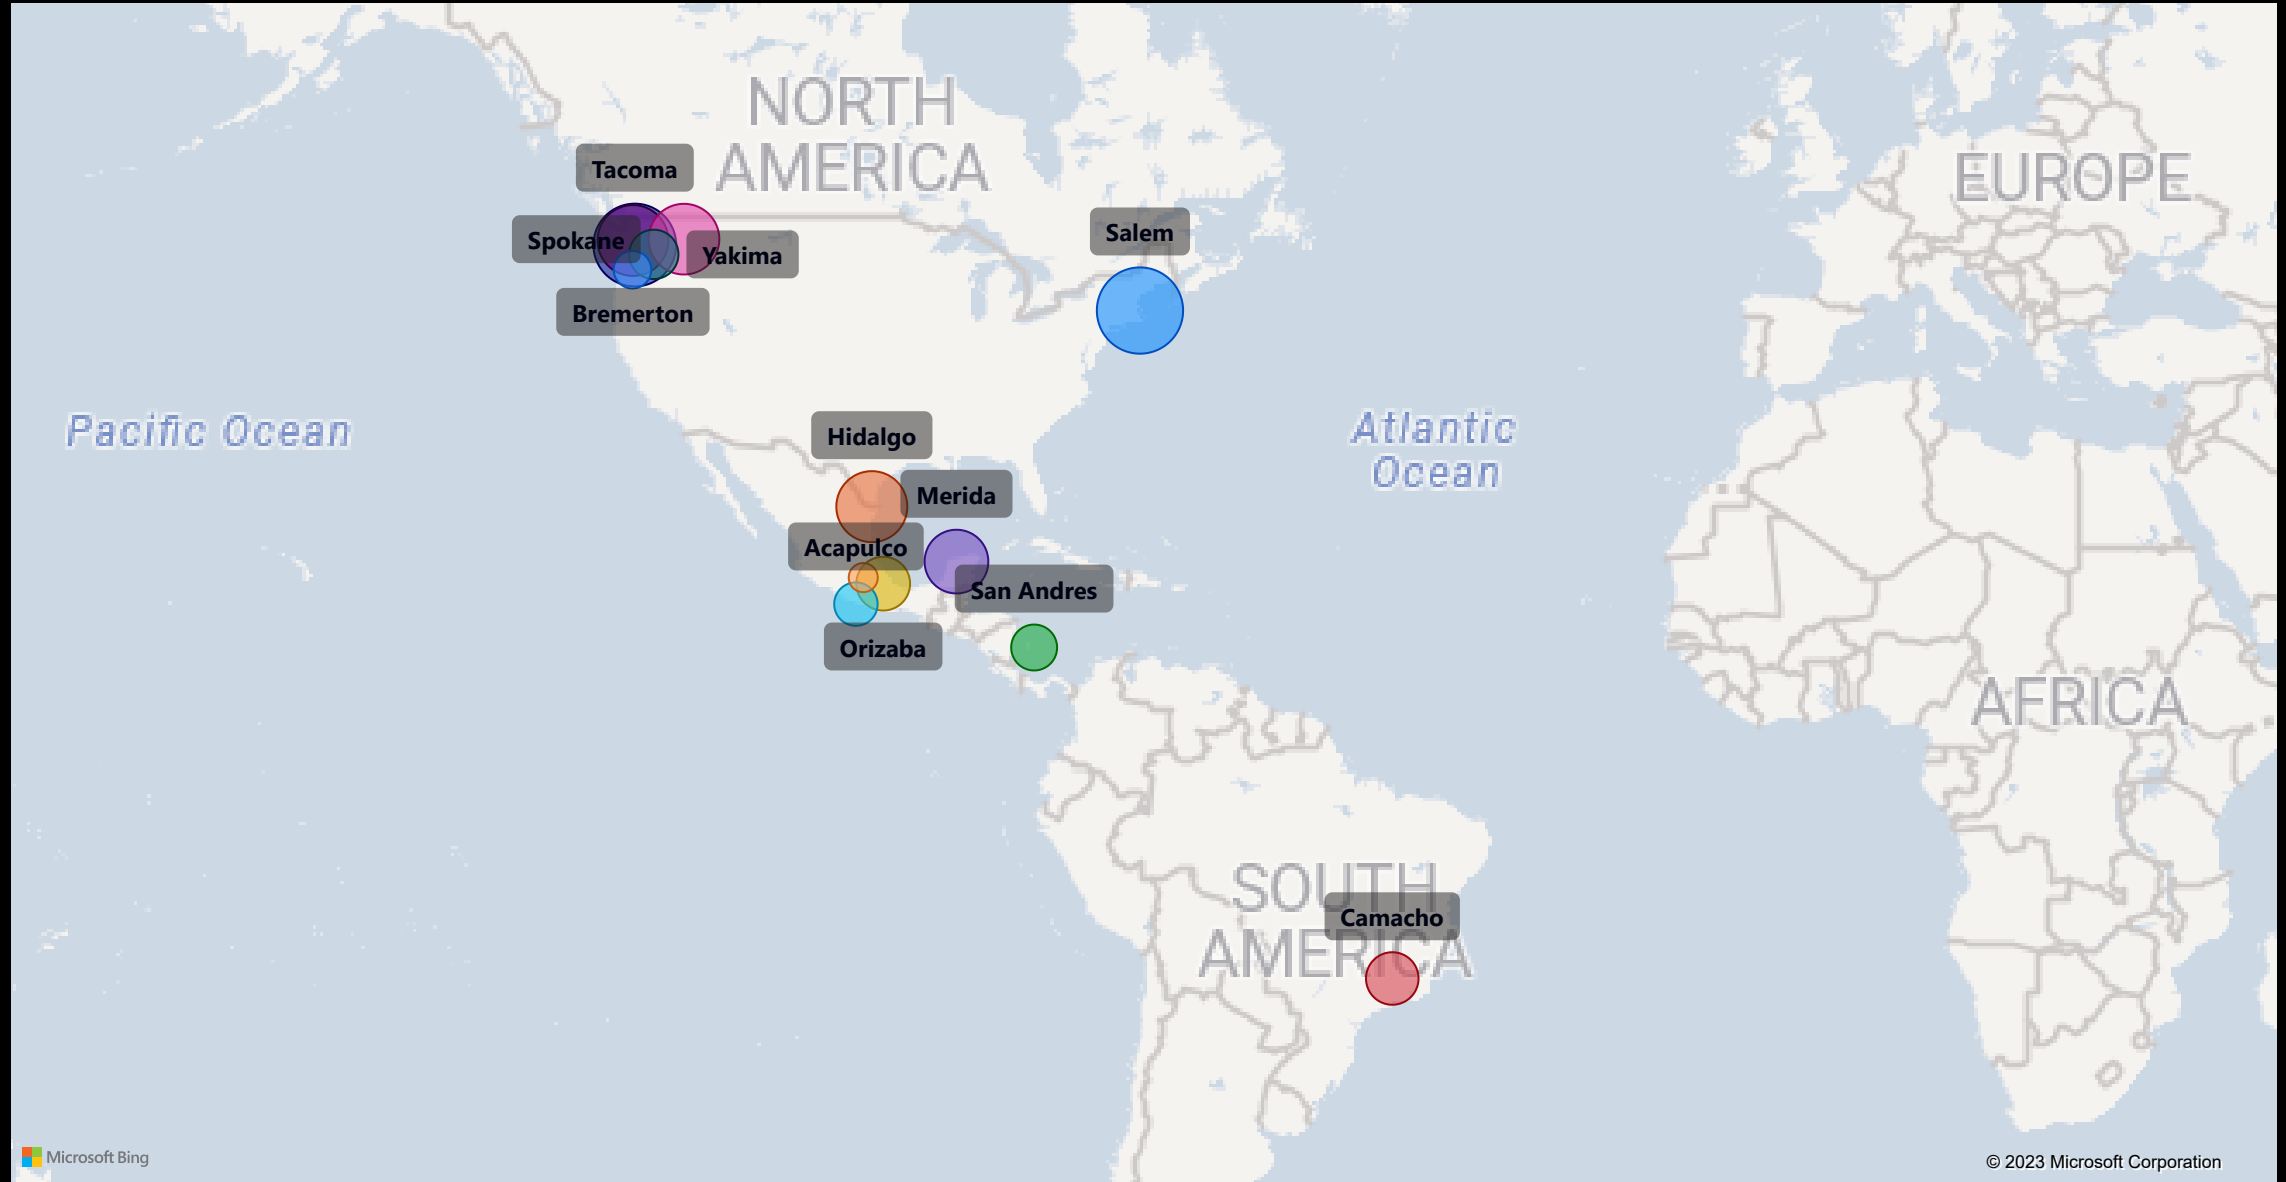 NORTH
AMERICA
EUROPE
Tacoma
Salem
Spokane
Yakima
Bremerton
Pacific Ocean
Atlantic
Ocean
Hidalgo
Merida
Acapulco
San Andres
Orizaba
AFRICA
SOUTH
AMERICA
Camacho
Microsoft Bing
© 2023 Microsoft Corporation